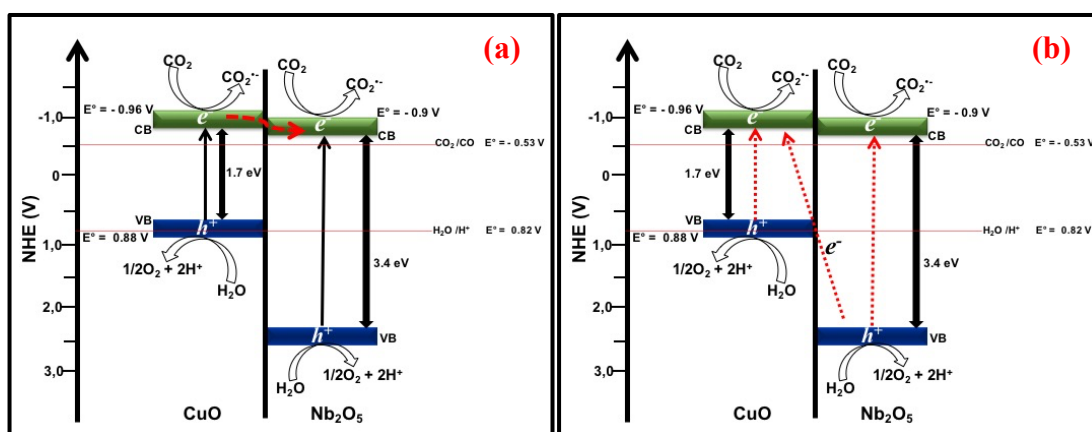 (a)
CO₂
CO₂•-
CO₂
CO₂•-
E° = - 0.96 V
E° = - 0.9 V
-1,0
e⁻
e⁻
CB
CB
CO₂ /CO E° = - 0.53 V
1.7 eV
0
VB
h⁺
H₂O /H⁺ E° = 0.82 V
E° = 0.88 V
1,0
1/2O₂ + 2H⁺
H₂O
3.4 eV
2,0
h⁺
VB
1/2O₂ + 2H⁺
H₂O
3,0
NHE (V)
CuO
Nb₂O₅
(b)
CO₂
CO₂•-
CO₂
CO₂•-
E° = - 0.96 V
E° = - 0.9 V
-1,0
e⁻
e⁻
CB
CB
CO₂ /CO E° = - 0.53 V
1.7 eV
0
VB
h⁺
H₂O /H⁺ E° = 0.82 V
E° = 0.88 V
1,0
e⁻
1/2O₂ + 2H⁺
H₂O
3.4 eV
2,0
h⁺
VB
1/2O₂ + 2H⁺
H₂O
3,0
NHE (V)
CuO
Nb₂O₅